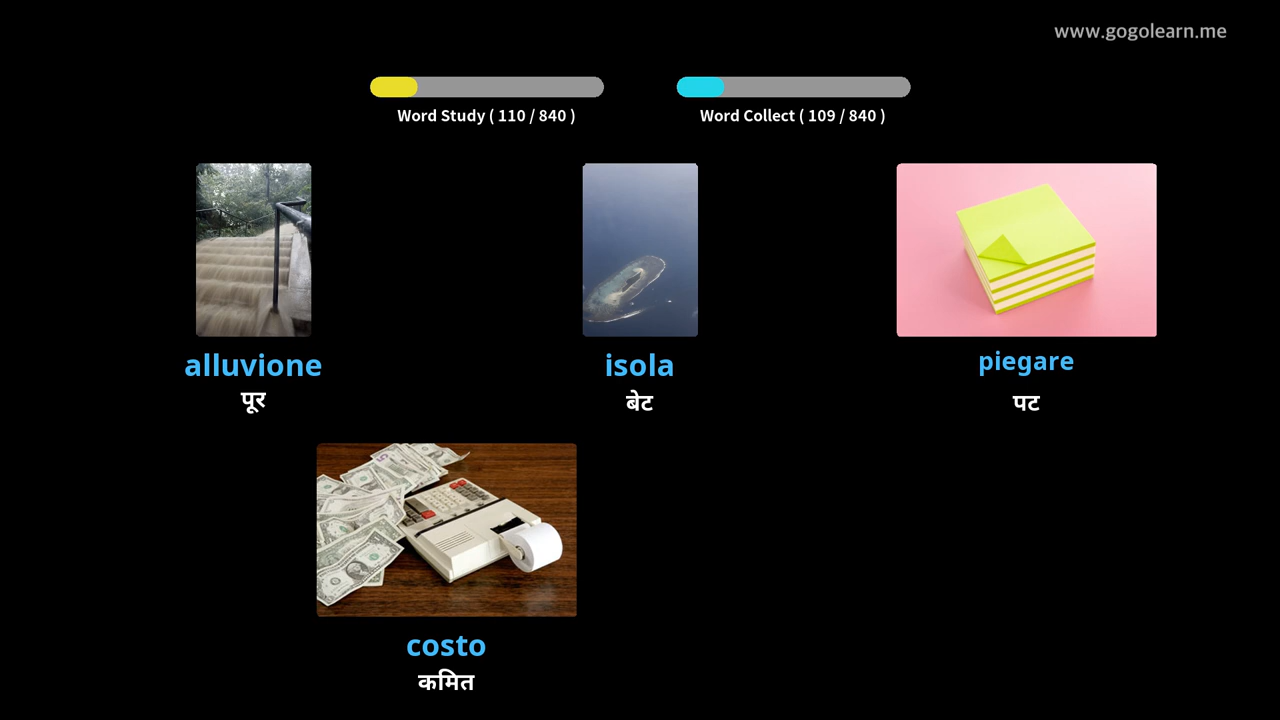 www.gogolearn.me
Word Study ( 110 / 840 )
Word Collect ( 109 / 840 )
alluvione
पूर
isola
बेट
piegare
पट
costo
कमित